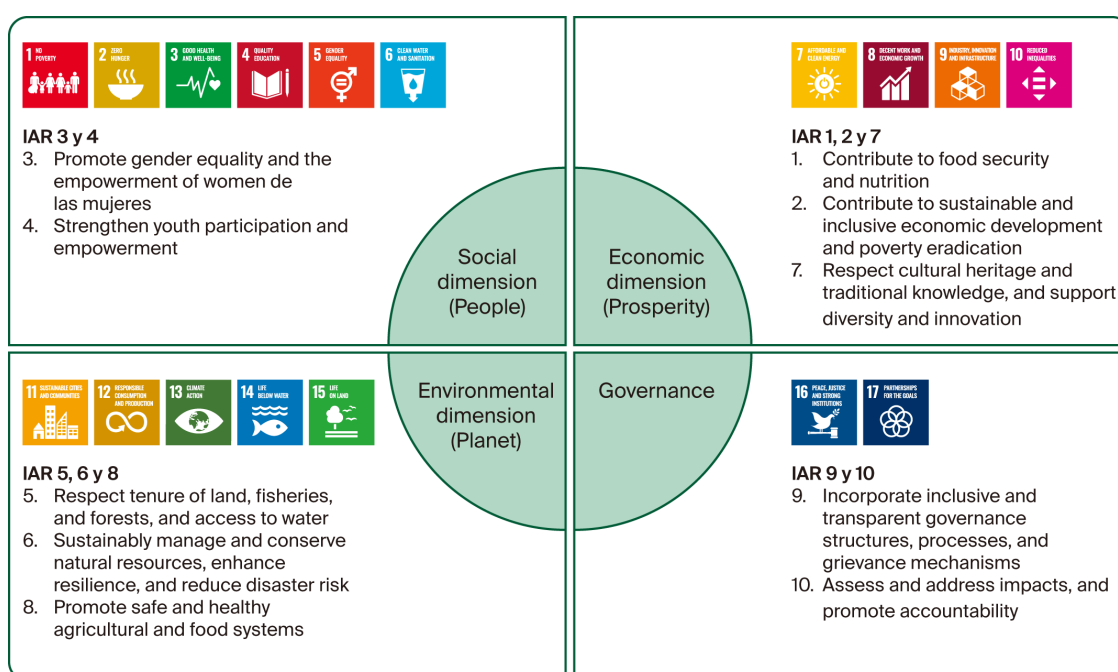 1 NO
POVERTY
2 ZERO
HUNGER
3 GOOD HEALTH
AND WELL-BEING
4 QUALITY
EDUCATION
5 GENDER
EQUALITY
6 CLEAN WATER
AND SANITATION
IAR 3 y 4
3. Promote gender equality and the
empowerment of women de
las mujeres
4. Strengthen youth participation and
empowerment
Social
dimension
(People)
7 AFFORDABLE AND
CLEAN ENERGY
8 DECENT WORK AND
ECONOMIC GROWTH
9 INDUSTRY, INNOVATION
AND INFRASTRUCTURE
10 REDUCED
INEQUALITIES
IAR 1, 2 y 7
1. Contribute to food security
and nutrition
2. Contribute to sustainable and
inclusive economic development
and poverty eradication
7. Respect cultural heritage and
traditional knowledge, and support
diversity and innovation
Economic
dimension
(Prosperity)
11 SUSTAINABLE CITIES
AND COMMUNITIES
12 RESPONSIBLE
CONSUMPTION
AND PRODUCTION
13 CLIMATE
ACTION
14 LIFE
BELOW WATER
15 LIFE
ON LAND
Environmental
dimension
(Planet)
IAR 5, 6 y 8
5. Respect tenure of land, fisheries,
and forests, and access to water
6. Sustainably manage and conserve
natural resources, enhance
resilience, and reduce disaster risk
8. Promote safe and healthy
agricultural and food systems
Governance
16 PEACE, JUSTICE
AND STRONG
INSTITUTIONS
17 PARTNERSHIPS
FOR THE GOALS
IAR 9 y 10
9. Incorporate inclusive and
transparent governance
structures, processes, and
grievance mechanisms
10. Assess and address impacts, and
promote accountability